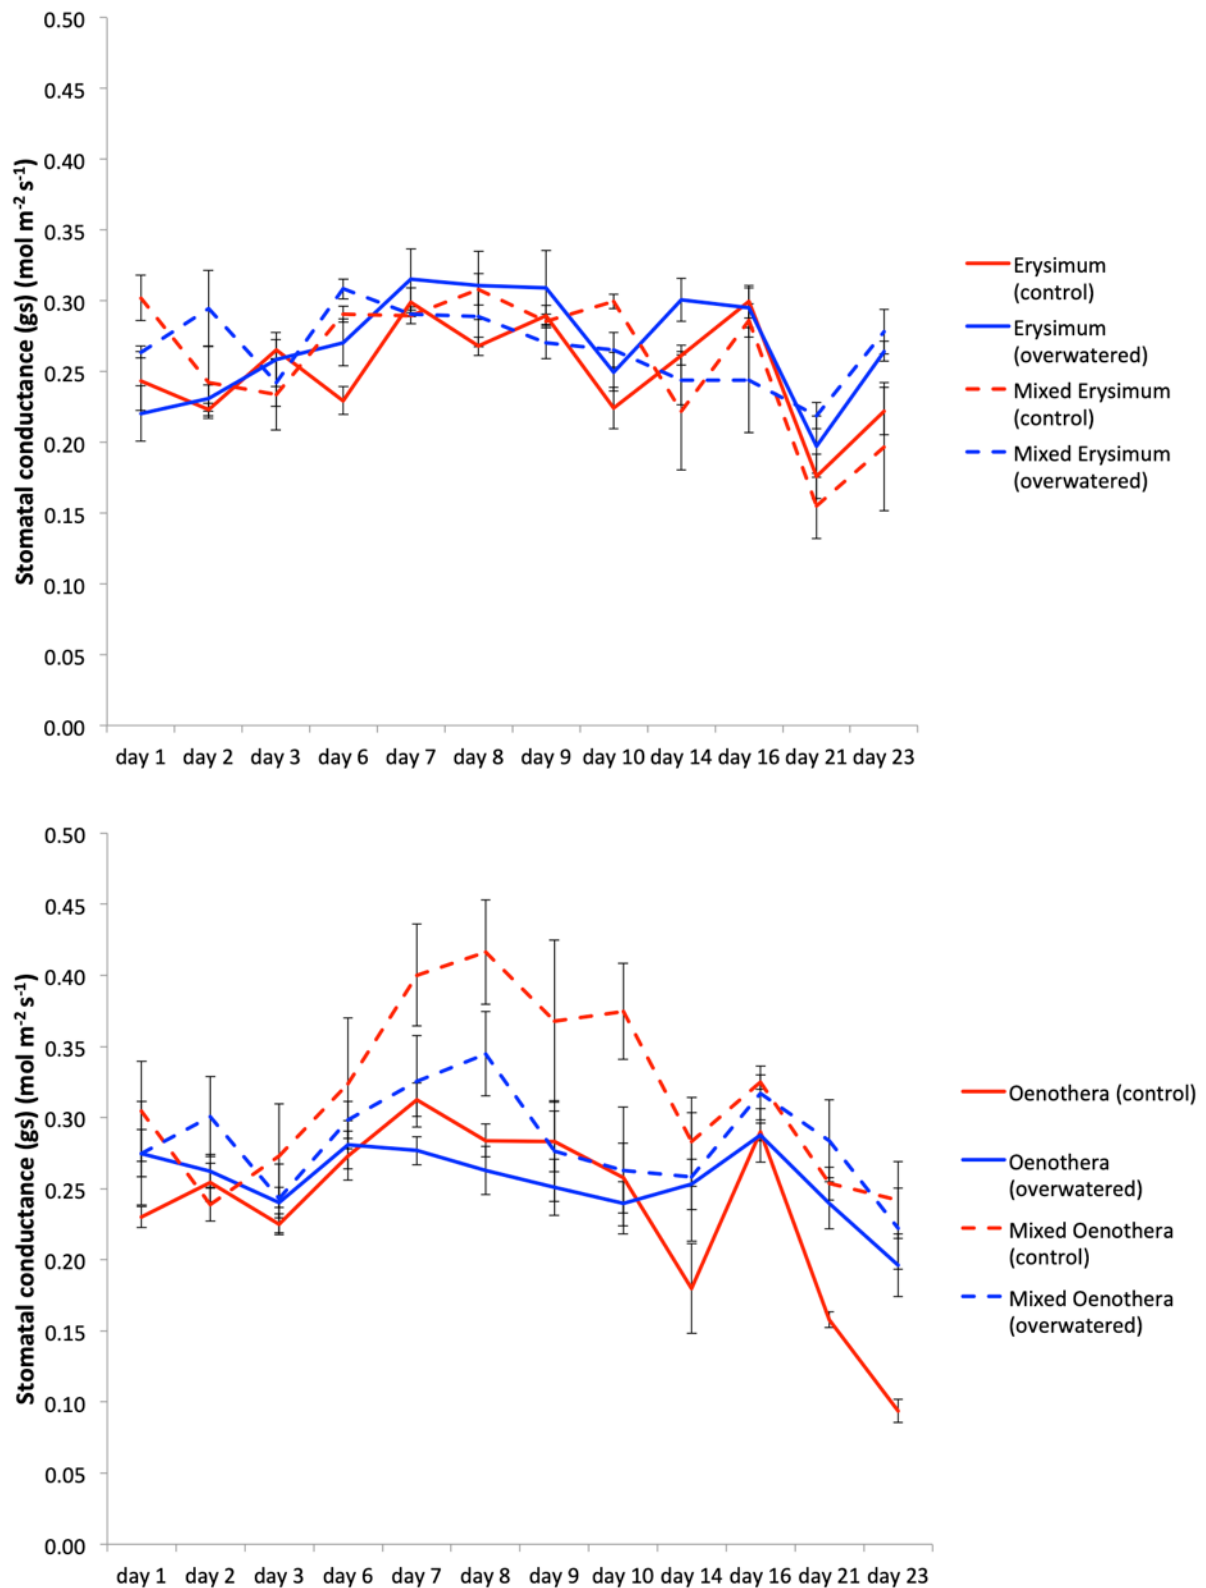 Stomatal conductance (gs) (mol m⁻² s⁻¹)
0.50
0.45
0.40
0.35
0.30
0.25
0.20
0.15
0.10
0.05
0.00
day 1 day 2 day 3 day 6 day 7 day 8 day 9 day 10 day 14 day 16 day 21 day 23
Erysimum
(control)
Erysimum
(overwatered)
Mixed Erysimum
(control)
Mixed Erysimum
(overwatered)
Stomatal conductance (gs) (mol m⁻² s⁻¹)
0.50
0.45
0.40
0.35
0.30
0.25
0.20
0.15
0.10
0.05
0.00
day 1 day 2 day 3 day 6 day 7 day 8 day 9 day 10 day 14 day 16 day 21 day 23
Oenothera (control)
Oenothera
(overwatered)
Mixed Oenothera
(control)
Mixed Oenothera
(overwatered)